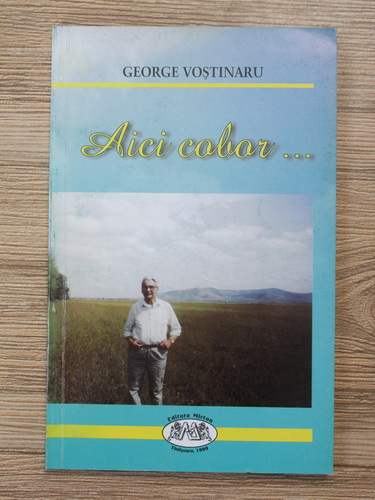 GEORGE VOȘTINARU
Aici cobor ...
Editura Mirton
Timișoara, 1999